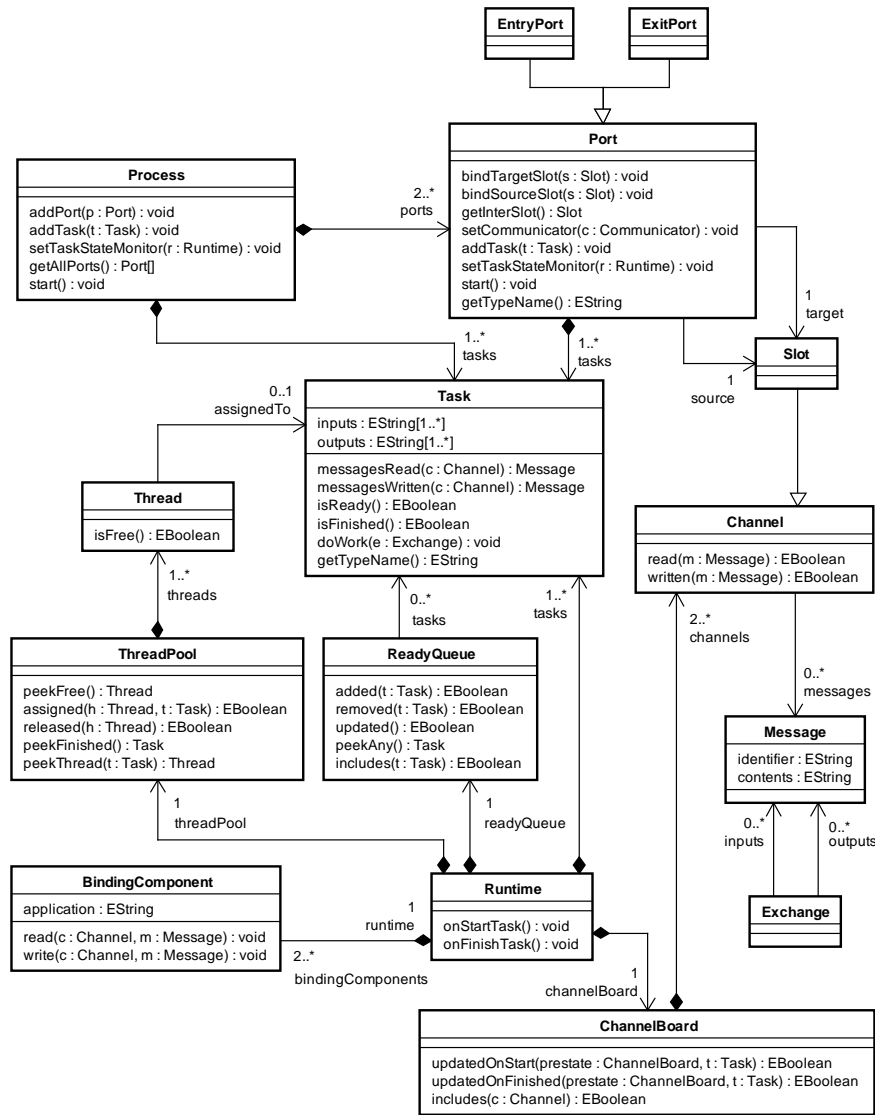 EntryPort
ExitPort
Port
bindTargetSlot(s : Slot) : void
bindSourceSlot(s : Slot) : void
getInterSlot() : Slot
setCommunicator(c : Communicator) : void
addTask(t : Task) : void
setTaskStateMonitor(r : Runtime) : void
start() : void
getTypeName() : EString
Process
addPort(p : Port) : void
addTask(t : Task) : void
setTaskStateMonitor(r : Runtime) : void
getAllPorts() : Port[]
start() : void
2..*
ports
1
target
1..*
tasks
1..*
tasks
Slot
1
source
0..1
assignedTo
Task
inputs : EString[1..*]
outputs : EString[1..*]
messagesRead(c : Channel) : Message
messagesWritten(c : Channel) : Message
isReady() : EBoolean
isFinished() : EBoolean
doWork(e : Exchange) : void
getTypeName() : EString
Thread
isFree() : EBoolean
Channel
read(m : Message) : EBoolean
written(m : Message) : EBoolean
1..*
threads
0..*
tasks
1..*
tasks
2..*
channels
0..*
messages
ThreadPool
peekFree() : Thread
assigned(h : Thread, t : Task) : EBoolean
released(h : Thread) : EBoolean
peekFinished() : Task
peekThread(t : Task) : Thread
ReadyQueue
added(t : Task) : EBoolean
removed(t : Task) : EBoolean
updated() : EBoolean
peekAny() : Task
includes(t : Task) : EBoolean
Message
identifier : EString
contents : EString
1
threadPool
1
readyQueue
0..*
inputs
0..*
outputs
BindingComponent
application : EString
read(c : Channel, m : Message) : void
write(c : Channel, m : Message) : void
1
runtime
2..*
bindingComponents
Runtime
onStartTask() : void
onFinishTask() : void
Exchange
1
channelBoard
ChannelBoard
updatedOnStart(prestate : ChannelBoard, t : Task) : EBoolean
updatedOnFinished(prestate : ChannelBoard, t : Task) : EBoolean
includes(c : Channel) : EBoolean